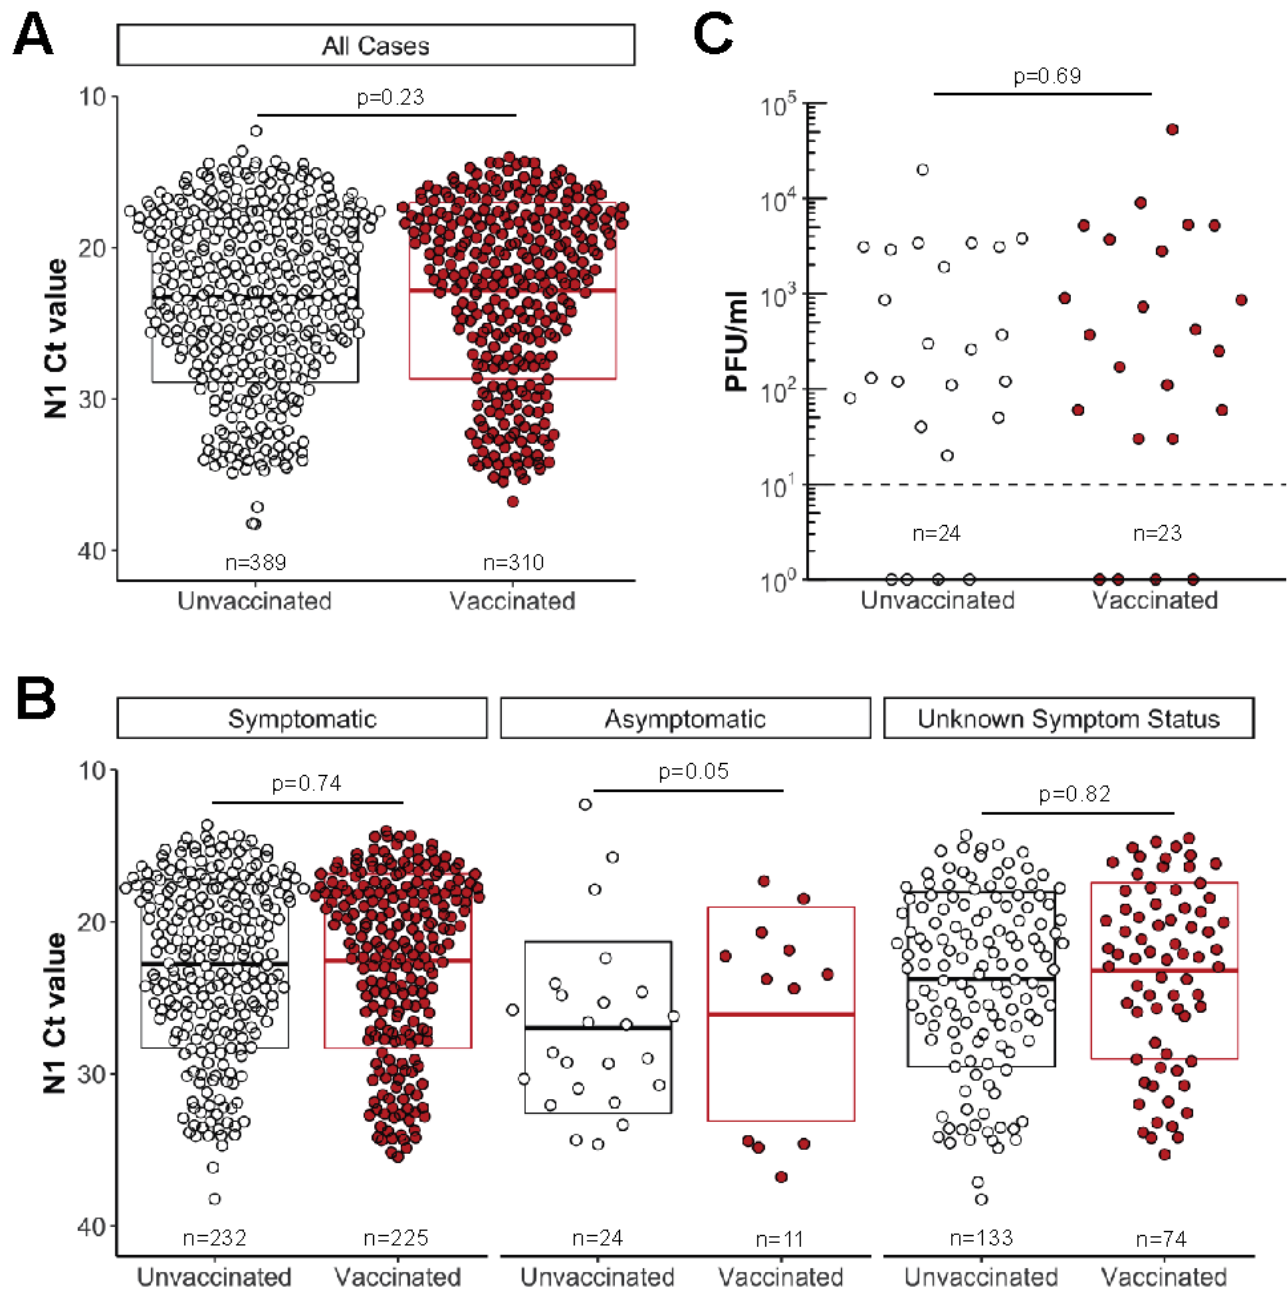 A
All Cases
p=0.23
10
20
30
40
N1 Ct value
n=389
n=310
Unvaccinated
Vaccinated
C
p=0.69
10^5
10^4
10^3
10^2
10^1
10^0
PFU/ml
n=24
n=23
Unvaccinated
Vaccinated
B
Symptomatic
Asymptomatic
Unknown Symptom Status
p=0.74
p=0.05
p=0.82
10
20
30
40
N1 Ct value
n=232
n=225
n=24
n=11
n=133
n=74
Unvaccinated
Vaccinated
Unvaccinated
Vaccinated
Unvaccinated
Vaccinated